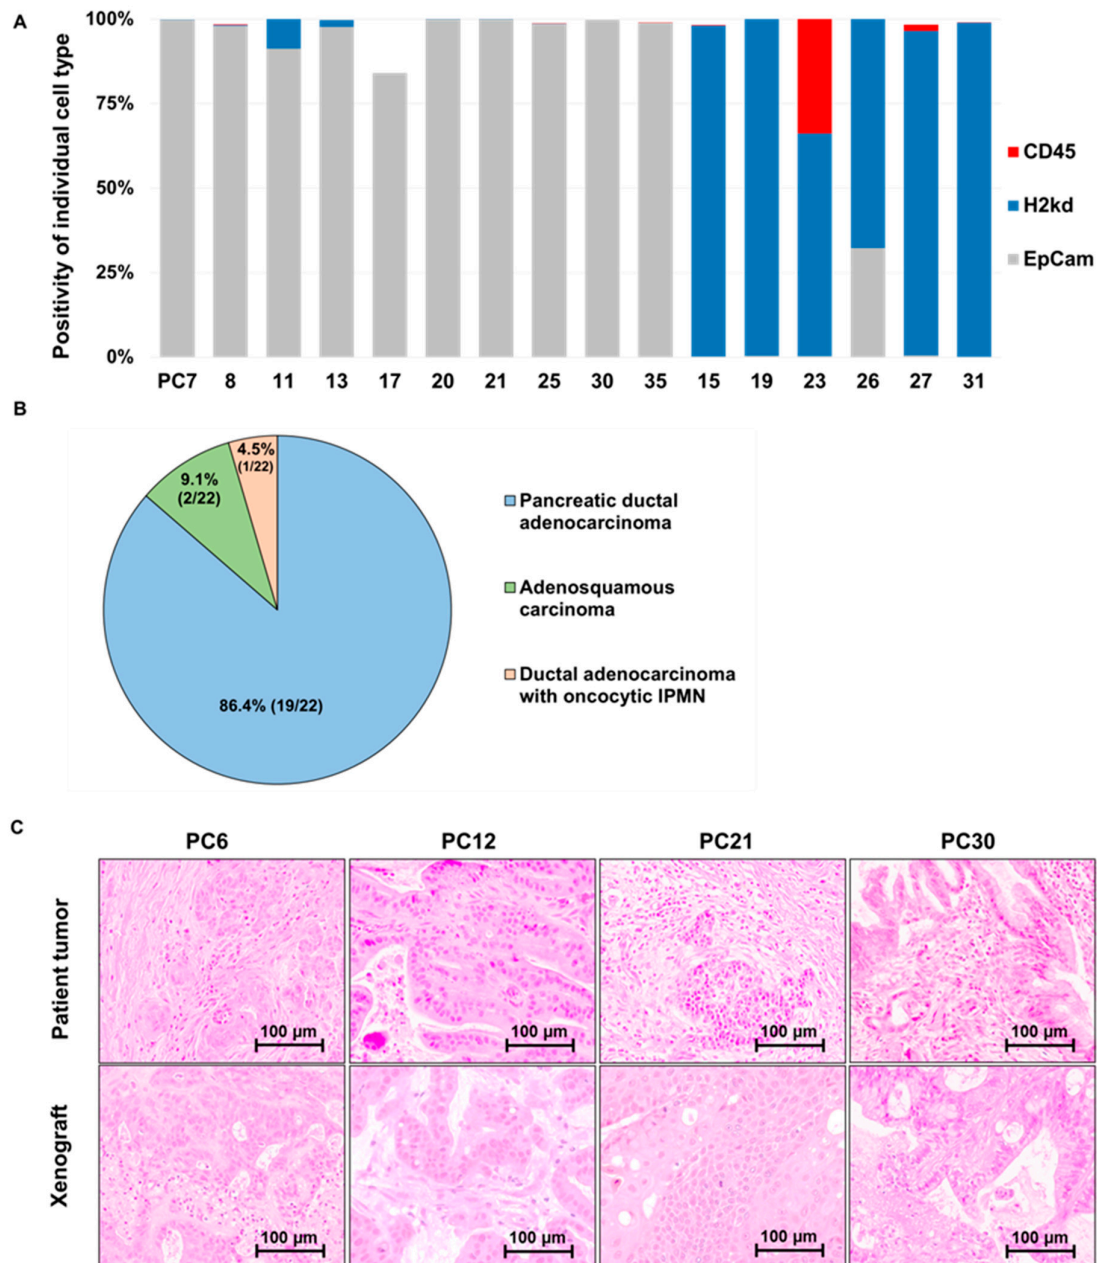 A
Positivity of individual cell type
100%
75%
50%
25%
0%
PC7 8 11 13 17 20 21 25 30 35 15 19 23 26 27 31
CD45
H2kd
EpCam
B
4.5%
(1/22)
9.1%
(2/22)
86.4% (19/22)
Pancreatic ductal
adenocarcinoma
Adenosquamous
carcinoma
Ductal adenocarcinoma
with oncocytic IPMN
C
PC6 PC12 PC21 PC30
Patient tumor
100 µm 100 µm 100 µm 100 µm
Xenograft
100 µm 100 µm 100 µm 100 µm